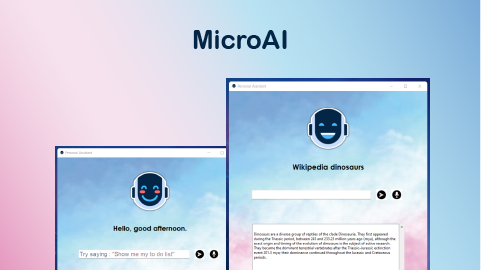 MicroAI
Personal Assistant
Wikipedia dinosaurs
Dinosaurs are a diverse group of reptiles of the clade Dinosauria. They first appeared
during the Triassic period, between 243 and 233.23 million years ago (mya), although the
exact origin and timing of the evolution of dinosaurs is the subject of active research.
They became the dominant terrestrial vertebrates after the Triassic-Jurassic extinction
event 201.3 mya; their dominance continued throughout the Jurassic and Cretaceous
periods.
Personal Assistant
Hello, good afternoon.
Try saying : "Show me my to do list"